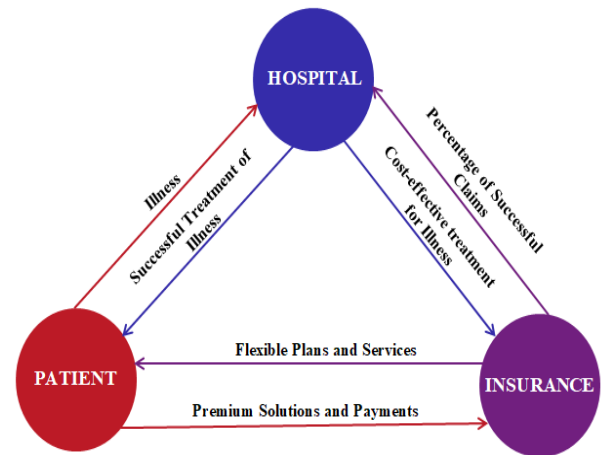 HOSPITAL
Illness
Successful Treatment of
Illness
Percentage of Successful
Claims
Cost-effective treatment
for Illness
Flexible Plans and Services
PATIENT
INSURANCE
Premium Solutions and Payments